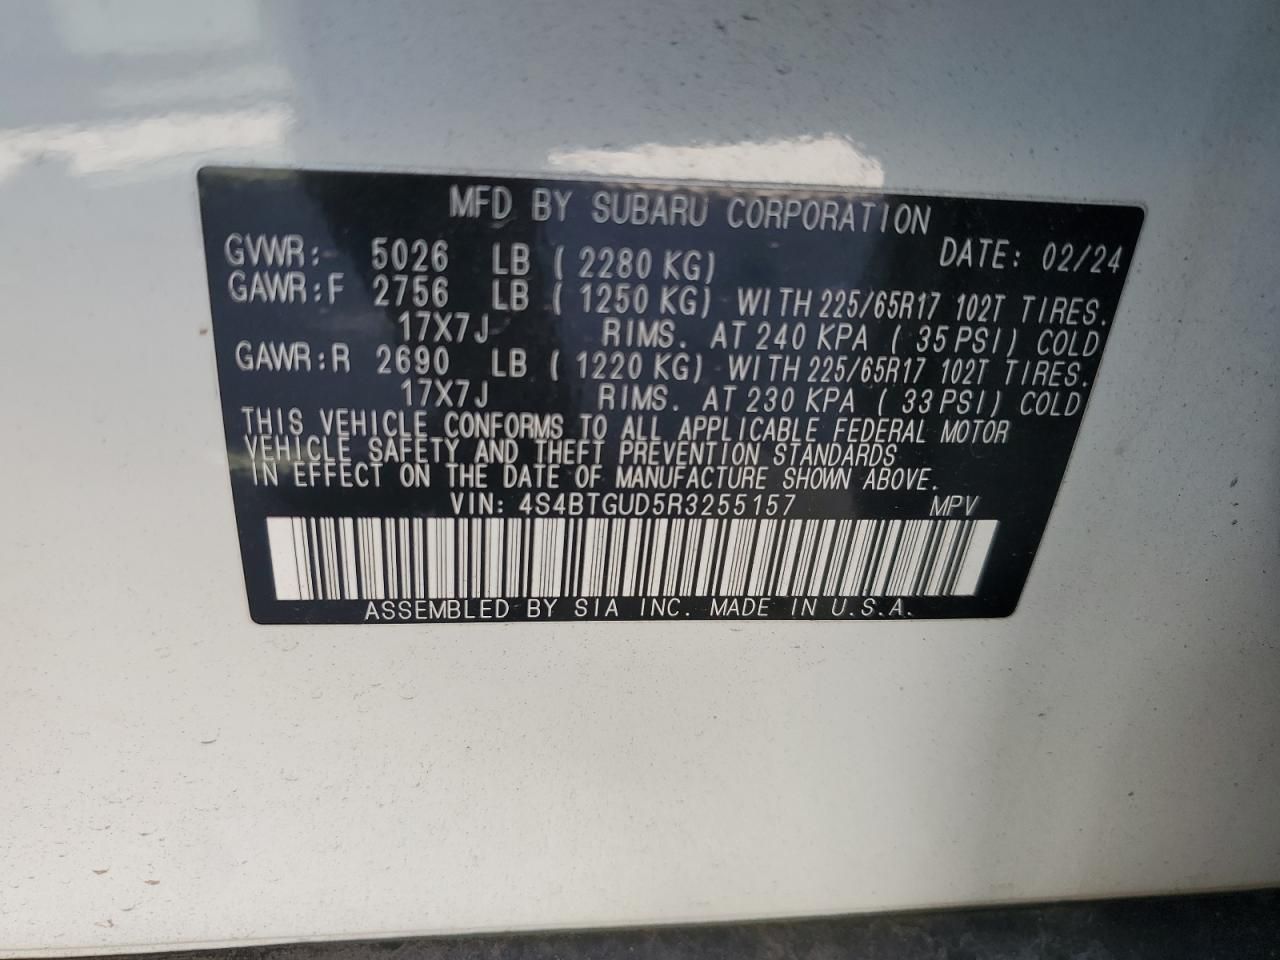 MFD BY SUBARU CORPORATION
GVWR: 5026 LB ( 2280 KG) DATE: 02/24
GAWR:F 2756 LB ( 1250 KG) WITH 225/65R17 102T TIRES.
17X7J RIMS. AT 240 KPA ( 35 PSI) COLD
GAWR:R 2690 LB ( 1220 KG) WITH 225/65R17 102T TIRES.
17X7J RIMS. AT 230 KPA ( 33 PSI) COLD
THIS VEHICLE CONFORMS TO ALL APPLICABLE FEDERAL MOTOR
VEHICLE SAFETY AND THEFT PREVENTION STANDARDS
IN EFFECT ON THE DATE OF MANUFACTURE SHOWN ABOVE.
VIN: 4S4BTGUD5R3255157 MPV
ASSEMBLED BY SIA INC. MADE IN U.S.A.